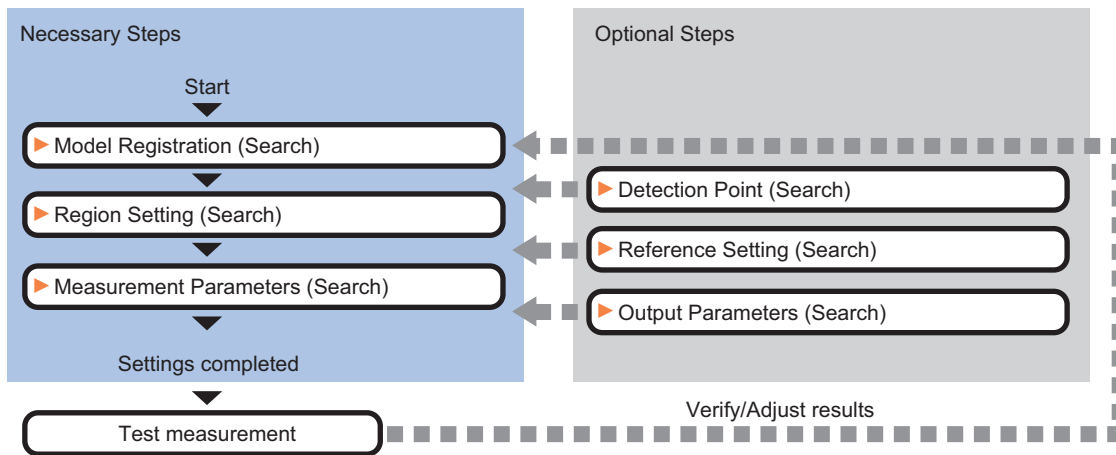 Necessary Steps
Start
Model Registration (Search)
Region Setting (Search)
Measurement Parameters (Search)
Settings completed
Test measurement
Optional Steps
Detection Point (Search)
Reference Setting (Search)
Output Parameters (Search)
Verify/Adjust results